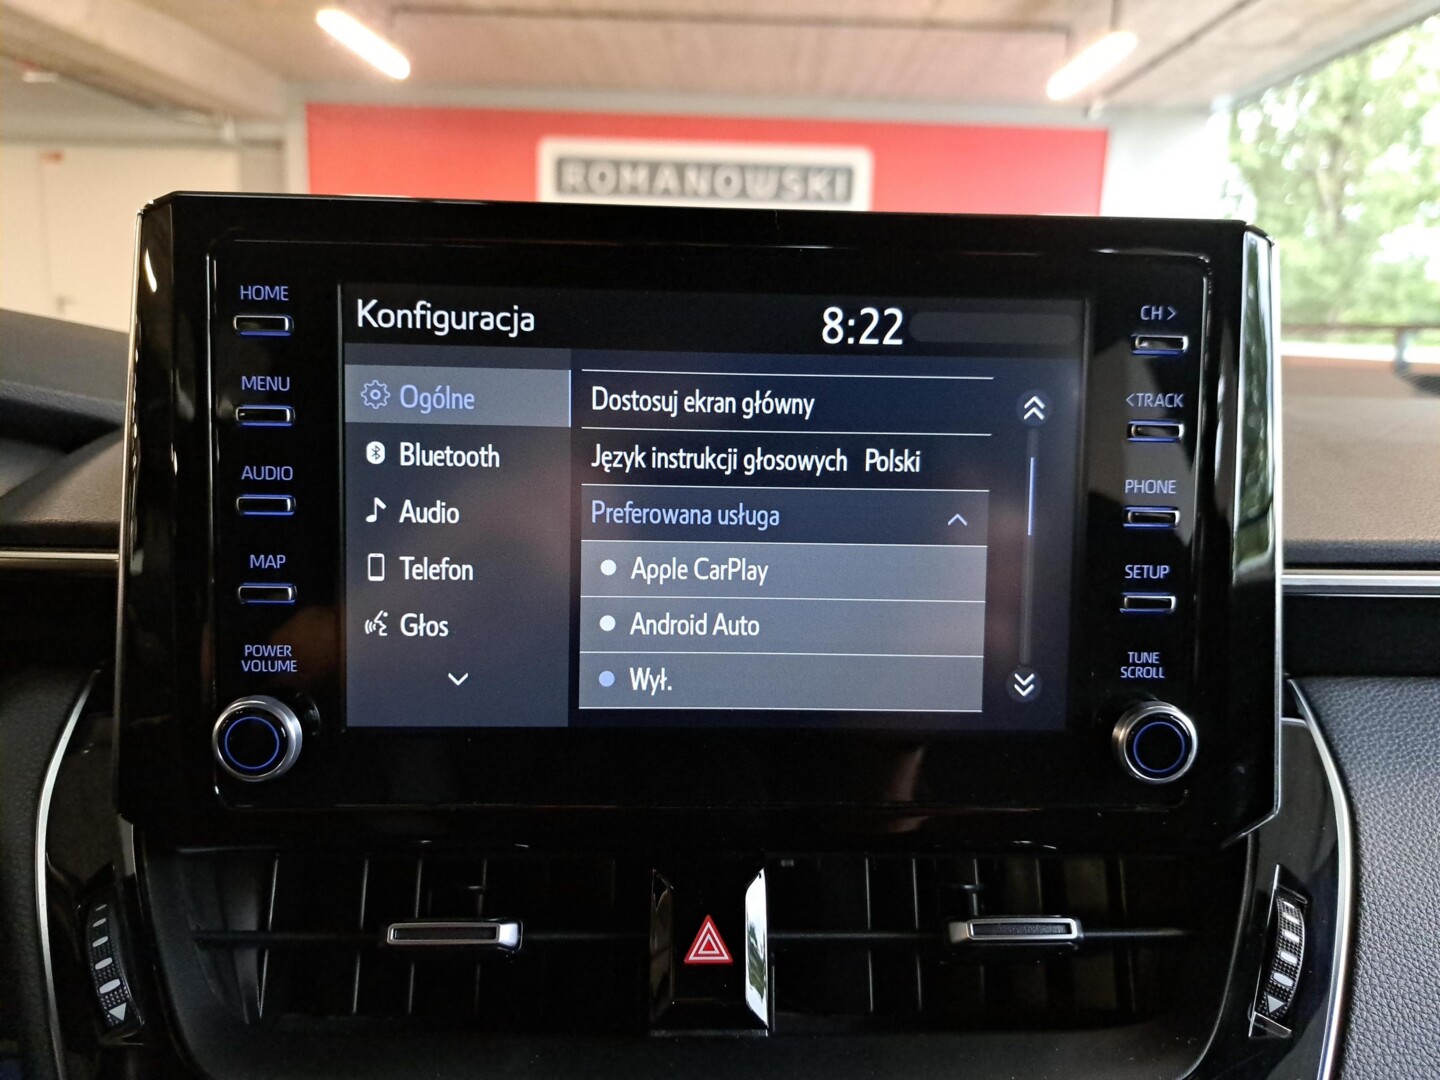 ROMANOWSKI
HOME
MENU
AUDIO
MAP
POWER
VOLUME
Konfiguracja
8:22
Ogólne
Bluetooth
Audio
Telefon
Głos
Dostosuj ekran główny
Język instrukcji głosowych Polski
Preferowana usługa
Apple CarPlay
Android Auto
Wył.
CH >
<TRACK
PHONE
SETUP
TUNE
SCROLL